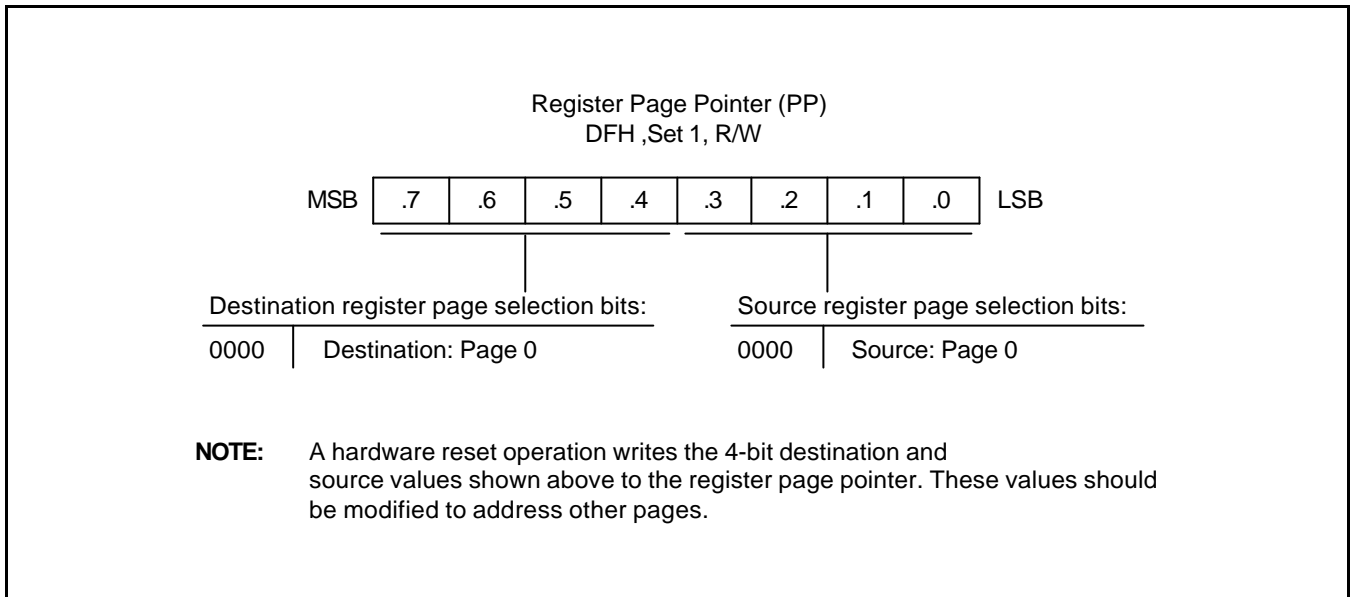 Register Page Pointer (PP)
DFH ,Set 1, R/W
MSB .7 .6 .5 .4 .3 .2 .1 .0 LSB
Destination register page selection bits:
0000 Destination: Page 0
Source register page selection bits:
0000 Source: Page 0
NOTE: A hardware reset operation writes the 4-bit destination and
source values shown above to the register page pointer. These values should
be modified to address other pages.